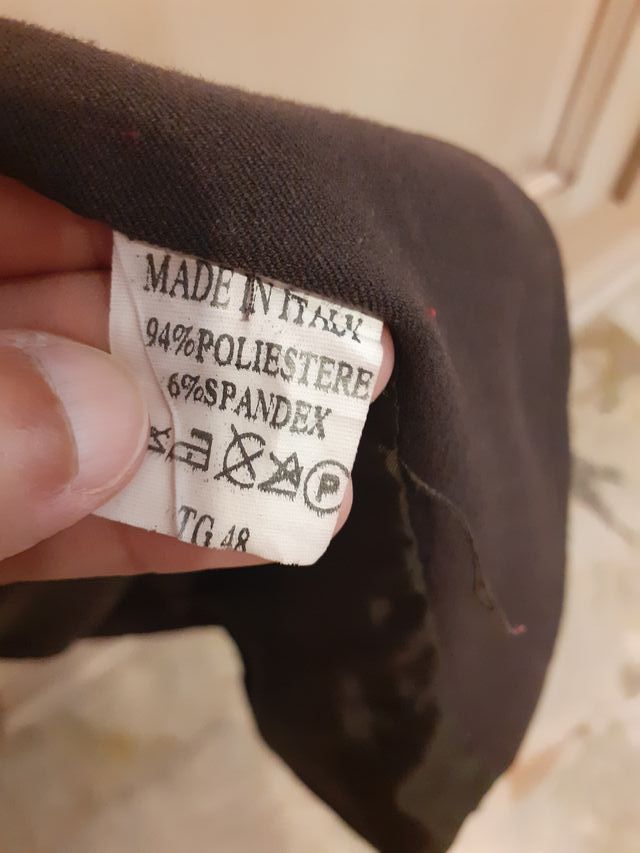 MADE IN ITALY
94%POLIESTERE
6%SPANDEX
P
TG 48